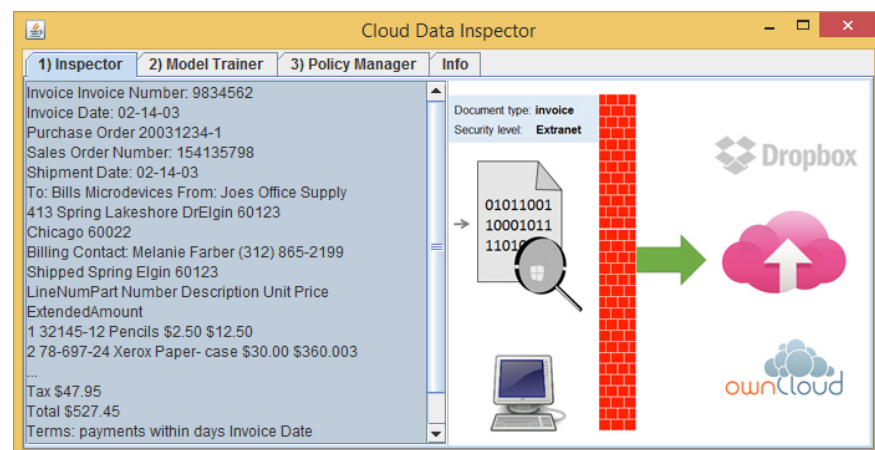 Cloud Data Inspector
1) Inspector 2) Model Trainer 3) Policy Manager Info
Invoice Invoice Number: 9834562
Invoice Date: 02-14-03
Purchase Order 20031234-1
Sales Order Number: 154135798
Shipment Date: 02-14-03
To: Bills Microdevices From: Joes Office Supply
413 Spring Lakeshore DrElgin 60123
Chicago 60022
Billing Contact: Melanie Farber (312) 865-2199
Shipped Spring Elgin 60123
LineNumPart Number Description Unit Price
ExtendedAmount
1 32145-12 Pencils $2.50 $12.50
2 78-697-24 Xerox Paper- case $30.00 $360.003
...
Tax $47.95
Total $527.45
Terms: payments within days Invoice Date
Document type: invoice
Security level: Extranet
01011001
10001011
1101
Dropbox
ownCloud